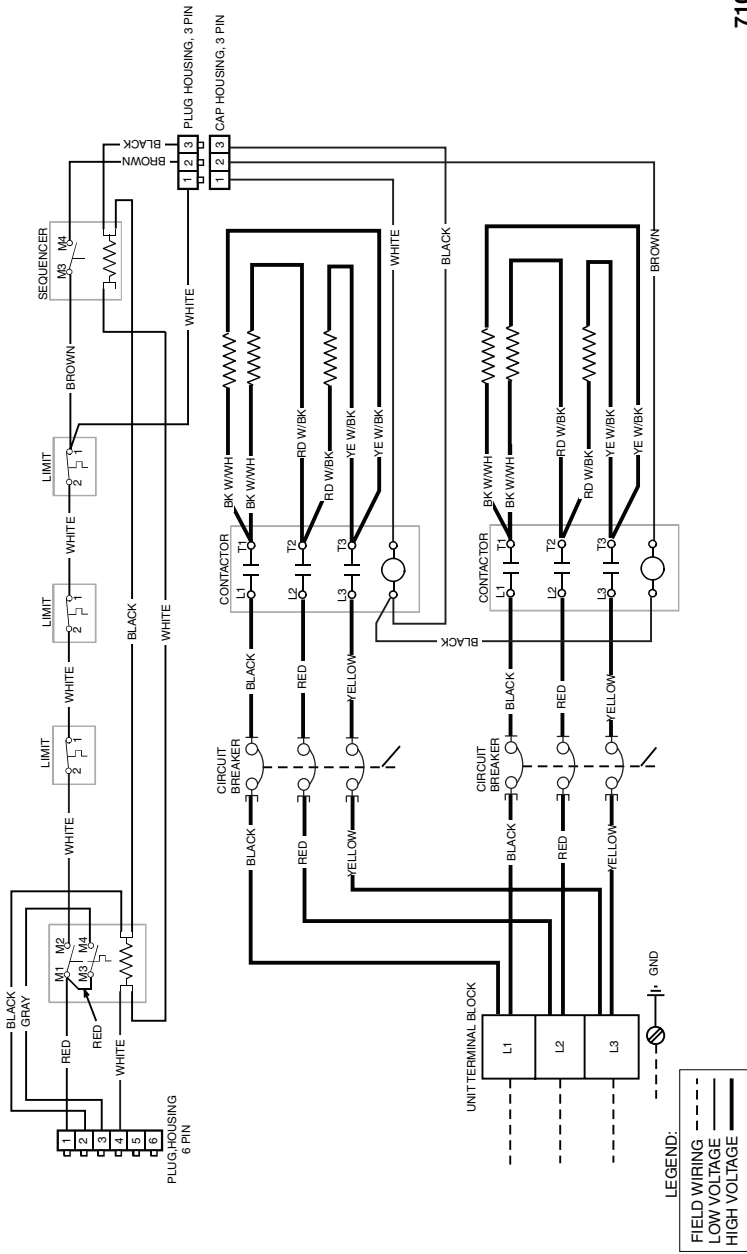 PLUG,HOUSING
6 PIN
1
2
3
4
5
6
BLACK
GRAY
RED
RED
WHITE
M1
M2
M3
M4
WHITE
LIMIT
2
1
WHITE
LIMIT
2
1
WHITE
LIMIT
2
1
BROWN
BLACK
WHITE
SEQUENCER
M3
M4
BROWN
BLACK
WHITE
PLUG HOUSING, 3 PIN
1
2
3
CAP HOUSING, 3 PIN
1
2
3
WHITE
BLACK
BROWN
UNIT TERMINAL BLOCK
L1
L2
L3
GND
BLACK
RED
YELLOW
CIRCUIT
BREAKER
BLACK
RED
YELLOW
CONTACTOR
L1
T1
L2
T2
L3
T3
BK W/WH
BK W/WH
RD W/BK
RD W/BK
YE W/BK
YE W/BK
BLACK
BLACK
RED
YELLOW
CIRCUIT
BREAKER
BLACK
RED
YELLOW
CONTACTOR
L1
T1
L2
T2
L3
T3
BK W/WH
BK W/WH
RD W/BK
RD W/BK
YE W/BK
YE W/BK
LEGEND:
FIELD WIRING
LOW VOLTAGE
HIGH VOLTAGE